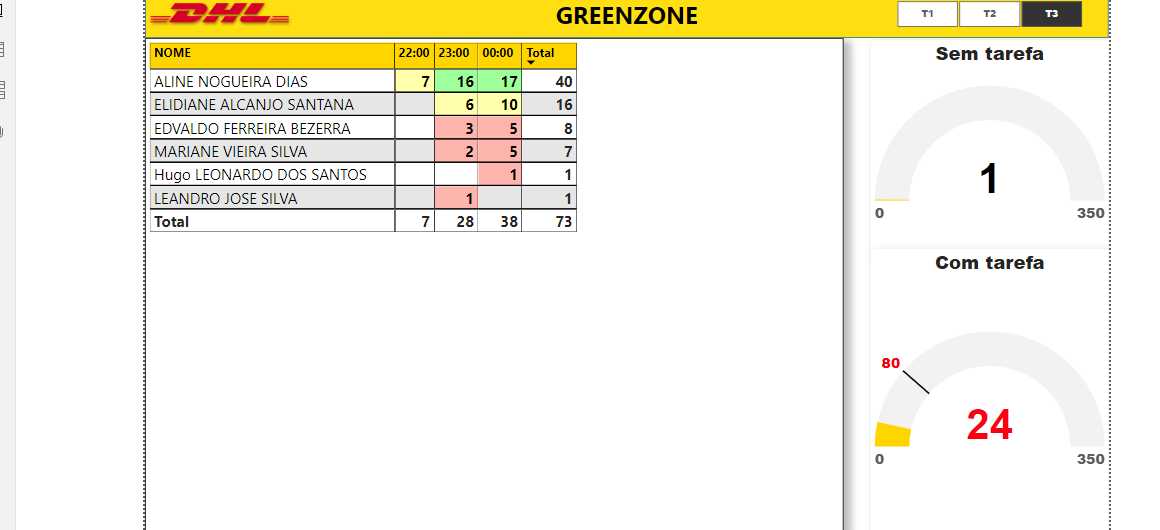 DHL GREENZONE T1 T2 T3
NOME 22:00 23:00 00:00 Total
ALINE NOGUEIRA DIAS 7 16 17 40
ELIDIANE ALCANJO SANTANA 6 10 16
EDVALDO FERREIRA BEZERRA 3 5 8
MARIANE VIEIRA SILVA 2 5 7
Hugo LEONARDO DOS SANTOS 1 1
LEANDRO JOSE SILVA 1 1
Total 7 28 38 73
Sem tarefa
1
0 350
Com tarefa
80
24
0 350